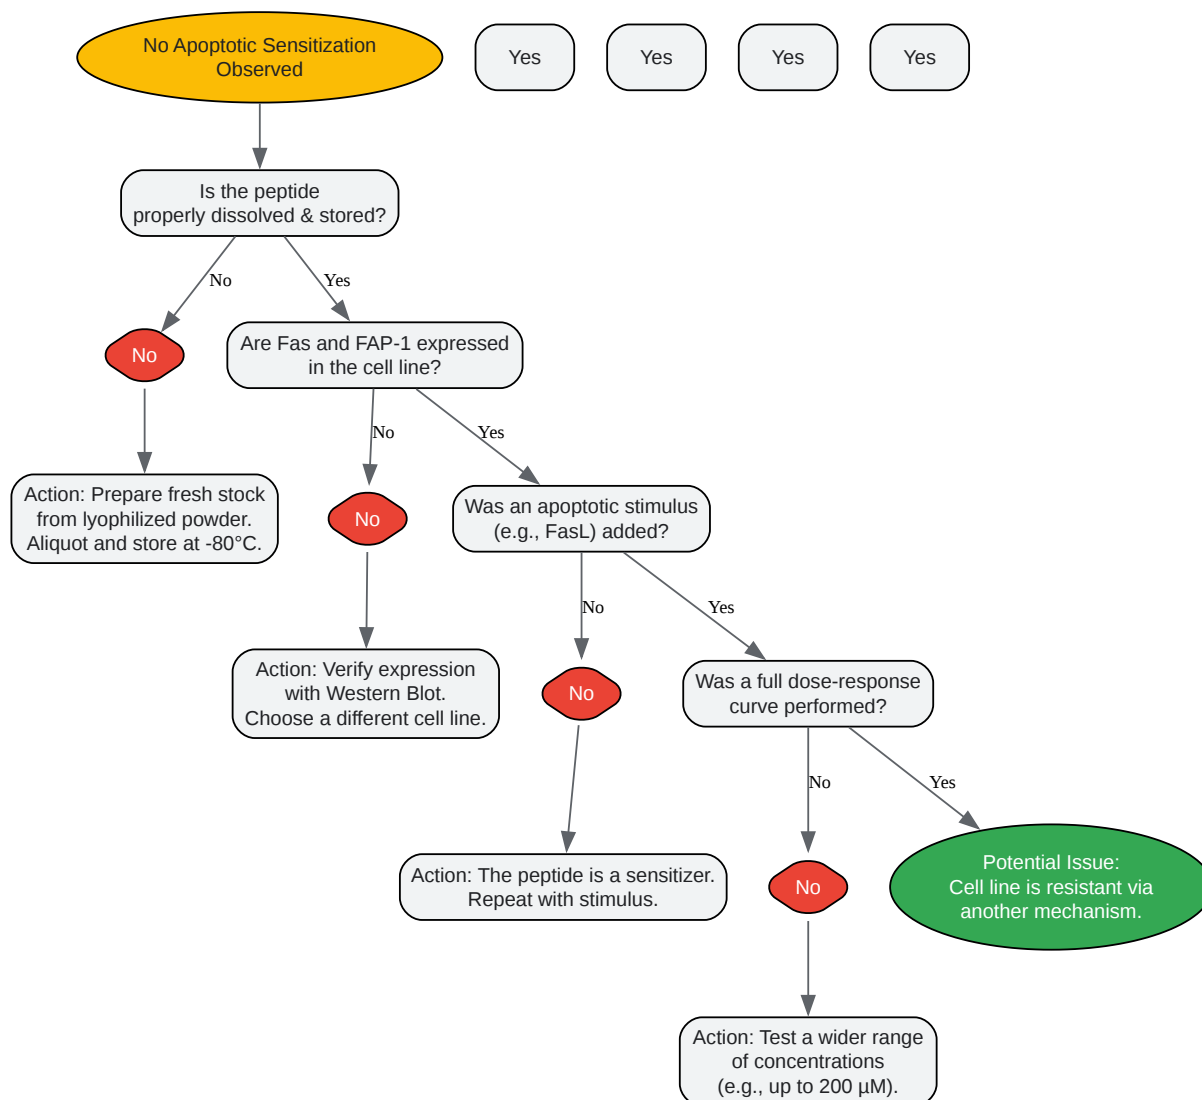 No Apoptotic Sensitization
Observed
Yes
Yes
Yes
Yes
Is the peptide
properly dissolved & stored?
No
Yes
No
Are Fas and FAP-1 expressed
in the cell line?
No
Yes
Action: Prepare fresh stock
from lyophilized powder.
Aliquot and store at -80°C.
No
Was an apoptotic stimulus
(e.g., FasL) added?
No
Yes
Action: Verify expression
with Western Blot.
Choose a different cell line.
No
Was a full dose-response
curve performed?
No
Yes
Action: The peptide is a sensitizer.
Repeat with stimulus.
No
Potential Issue:
Cell line is resistant via
another mechanism.
Action: Test a wider range
of concentrations
(e.g., up to 200 µM).